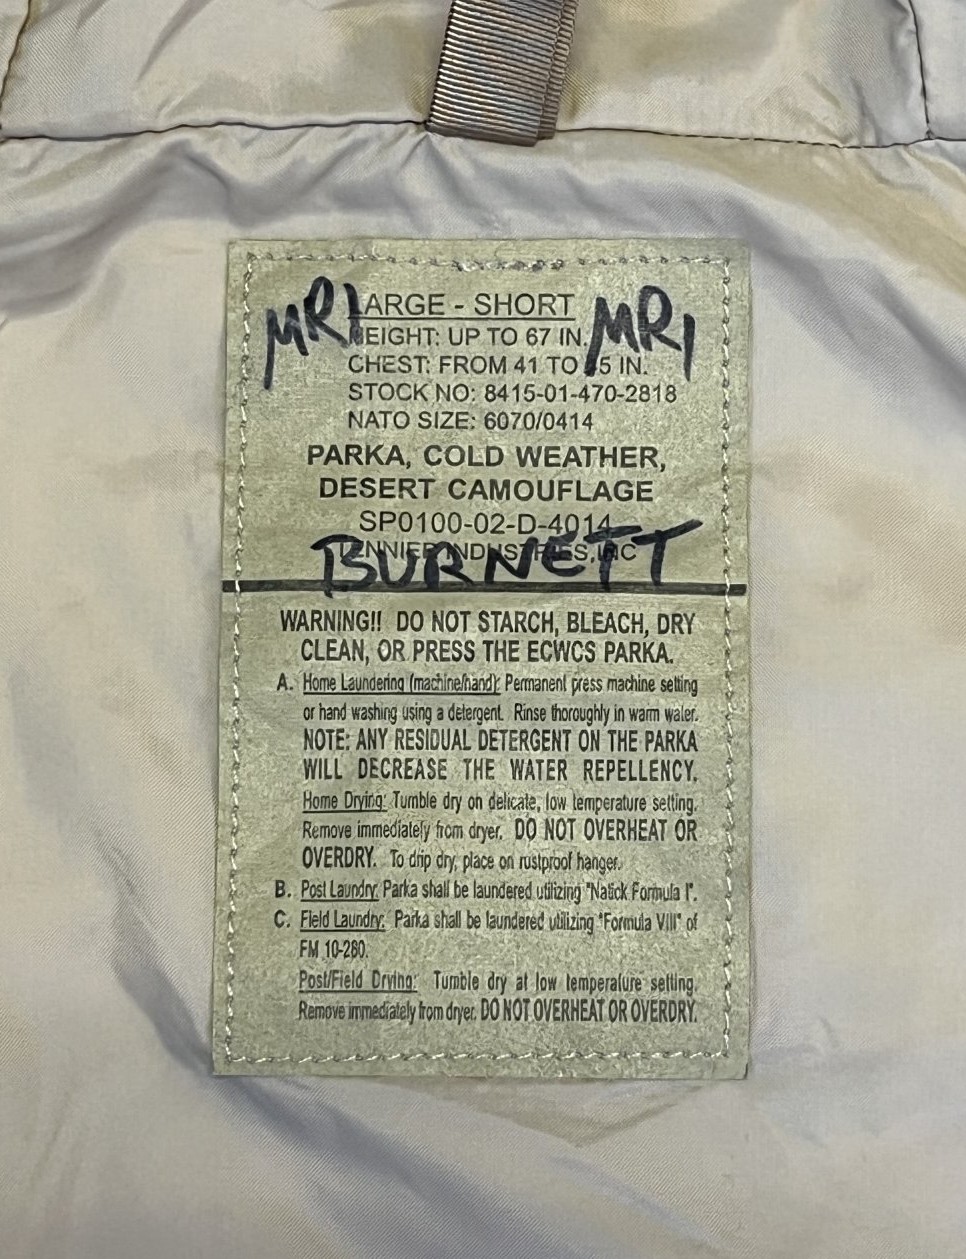 MR1 LARGE - SHORT MR1
HEIGHT: UP TO 67 IN.
CHEST: FROM 41 TO 45 IN.
STOCK NO: 8415-01-470-2818
NATO SIZE: 6070/0414
PARKA, COLD WEATHER,
DESERT CAMOUFLAGE
SP0100-02-D-4014
TENNIER INDUSTRIES, INC
BURNETT
WARNING!! DO NOT STARCH, BLEACH, DRY
CLEAN, OR PRESS THE ECWCS PARKA.
A. Home Laundering (machine/hand): Permanent press machine setting
or hand washing using a detergent. Rinse thoroughly in warm water.
NOTE: ANY RESIDUAL DETERGENT ON THE PARKA
WILL DECREASE THE WATER REPELLENCY.
Home Drying: Tumble dry on delicate, low temperature setting.
Remove immediately from dryer. DO NOT OVERHEAT OR
OVERDRY. To drip dry, place on rustproof hanger.
B. Post Laundry: Parka shall be laundered utilizing "Natick Formula I".
C. Field Laundry: Parka shall be laundered utilizing "Formula VIII" of
FM 10-280.
Post/Field Drying: Tumble dry at low temperature setting.
Remove immediately from dryer. DO NOT OVERHEAT OR OVERDRY.